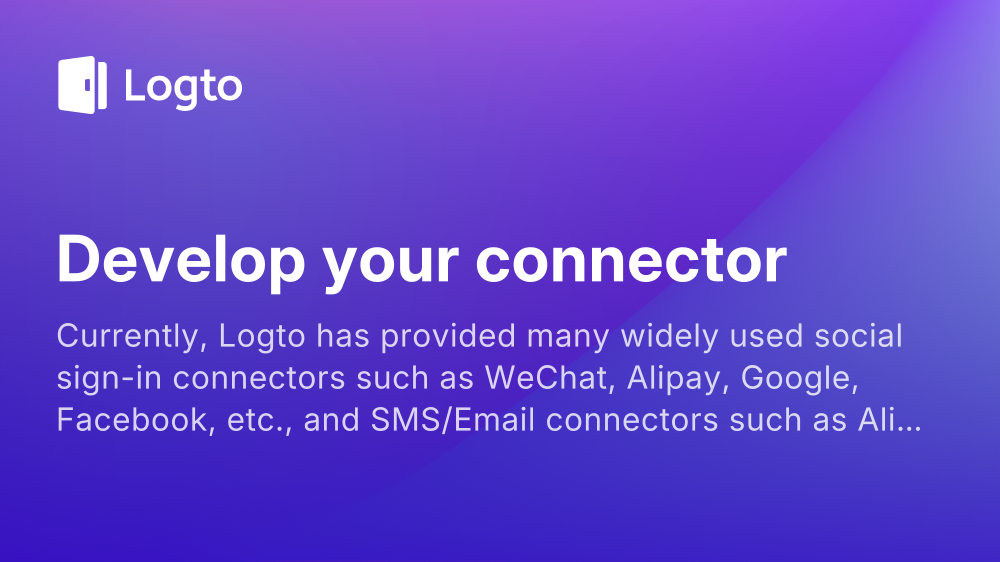 Logto
Develop your connector
Currently, Logto has provided many widely used social
sign-in connectors such as WeChat, Alipay, Google,
Facebook, etc., and SMS/Email connectors such as Ali...